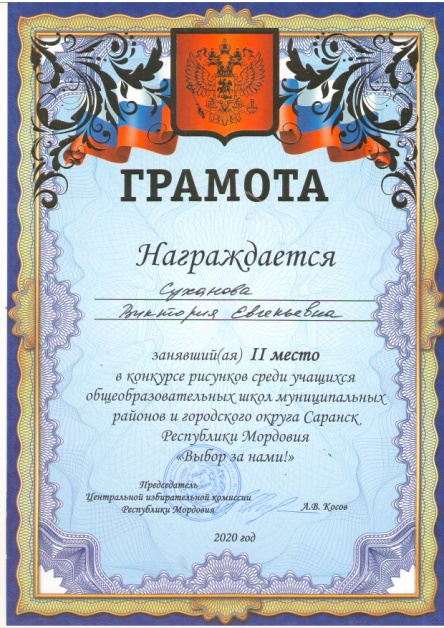 ГРАМОТА
Награждается
Суханова
Виктория Евгеньевна
занявший(ая) II место
в конкурсе рисунков среди учащихся
общеобразовательных школ муниципальных
районов и городского округа Саранск
Республики Мордовия
«Выбор за нами!»
Председатель
Центральной избирательной комиссии
Республики Мордовия
А.В. Косов
2020 год